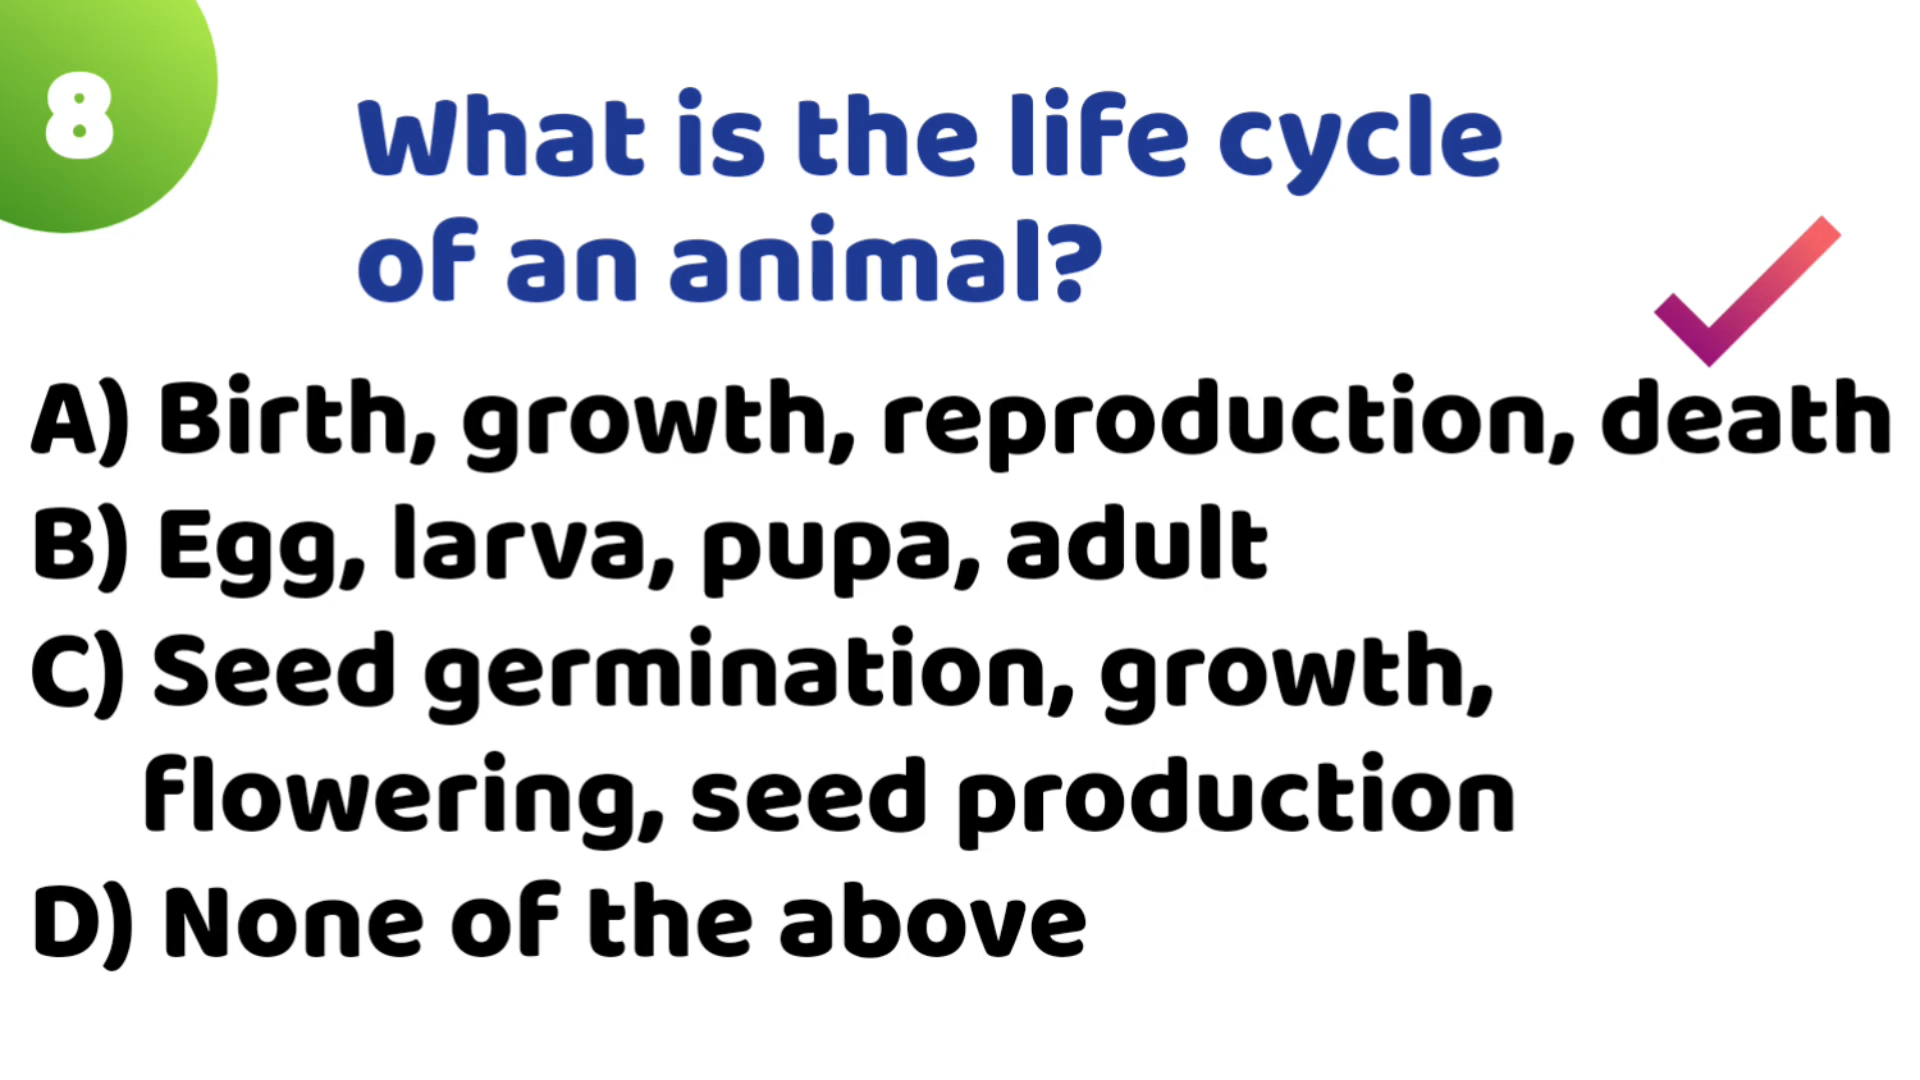 8
What is the life cycle
of an animal?
A) Birth, growth, reproduction, death
B) Egg, larva, pupa, adult
C) Seed germination, growth,
flowering, seed production
D) None of the above